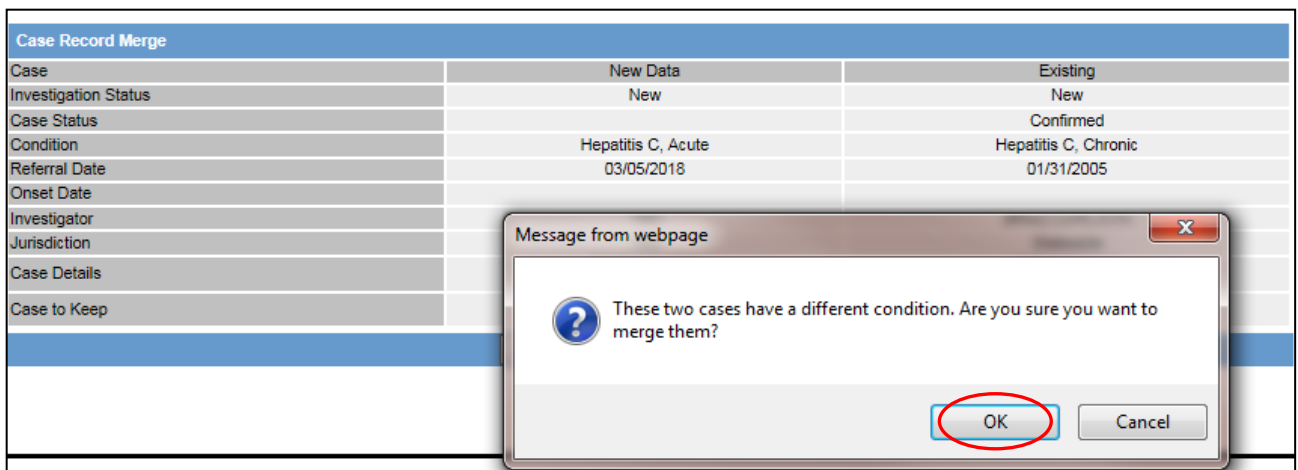 Case Record Merge
Case New Data Existing
Investigation Status New New
Case Status Confirmed
Condition Hepatitis C, Acute Hepatitis C, Chronic
Referral Date 03/05/2018 01/31/2005
Onset Date
Investigator
Jurisdiction
Case Details
Case to Keep
Message from webpage
These two cases have a different condition. Are you sure you want to
merge them?
OK Cancel